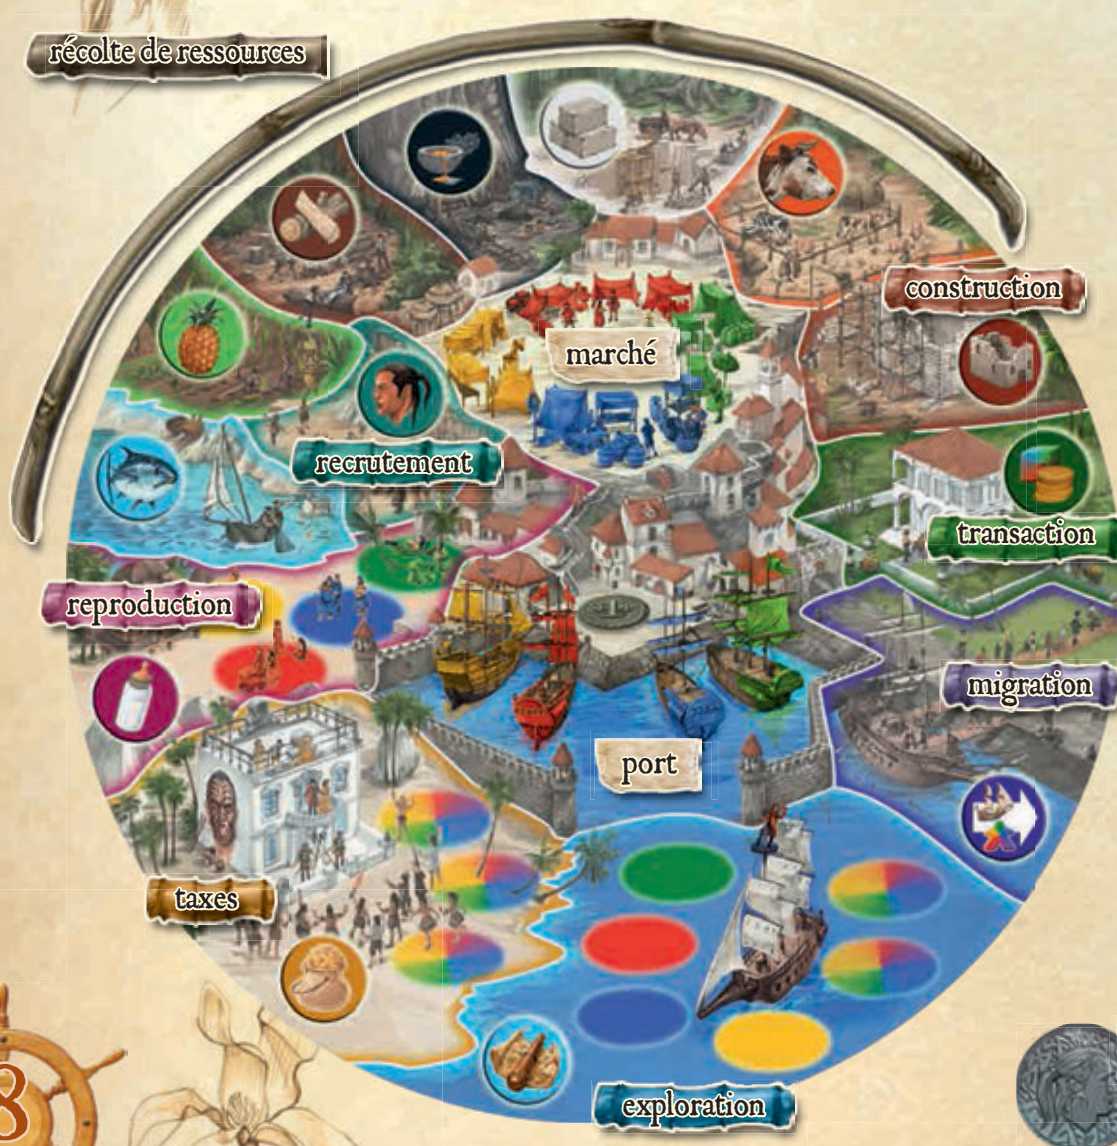 récolte de ressources
construction
marché
recrutement
transaction
reproduction
migration
port
taxes
exploration
8